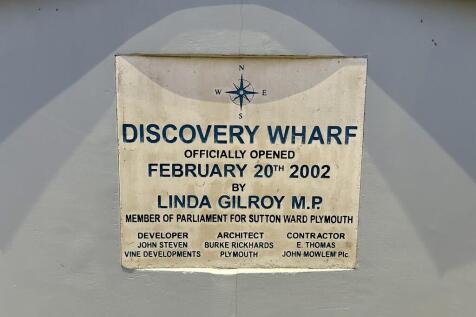 N
W E
S
DISCOVERY WHARF
OFFICIALLY OPENED
FEBRUARY 20TH 2002
BY
LINDA GILROY M.P.
MEMBER OF PARLIAMENT FOR SUTTON WARD PLYMOUTH
DEVELOPER ARCHITECT CONTRACTOR
JOHN STEVEN BURKE RICKHARDS E. THOMAS
VINE DEVELOPMENTS PLYMOUTH JOHN MOWLEM Plc.